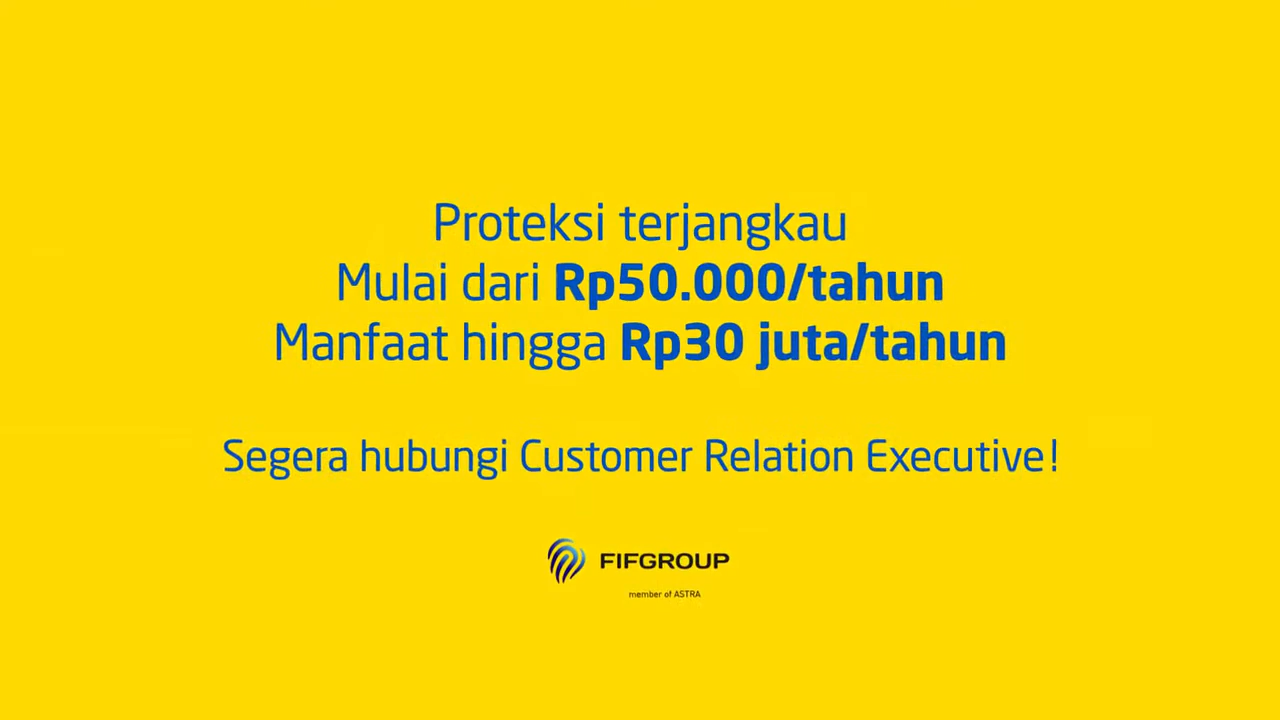 Proteksi terjangkau
Mulai dari Rp50.000/tahun
Manfaat hingga Rp30 juta/tahun
Segera hubungi Customer Relation Executive!
FIFGROUP
member of ASTRA